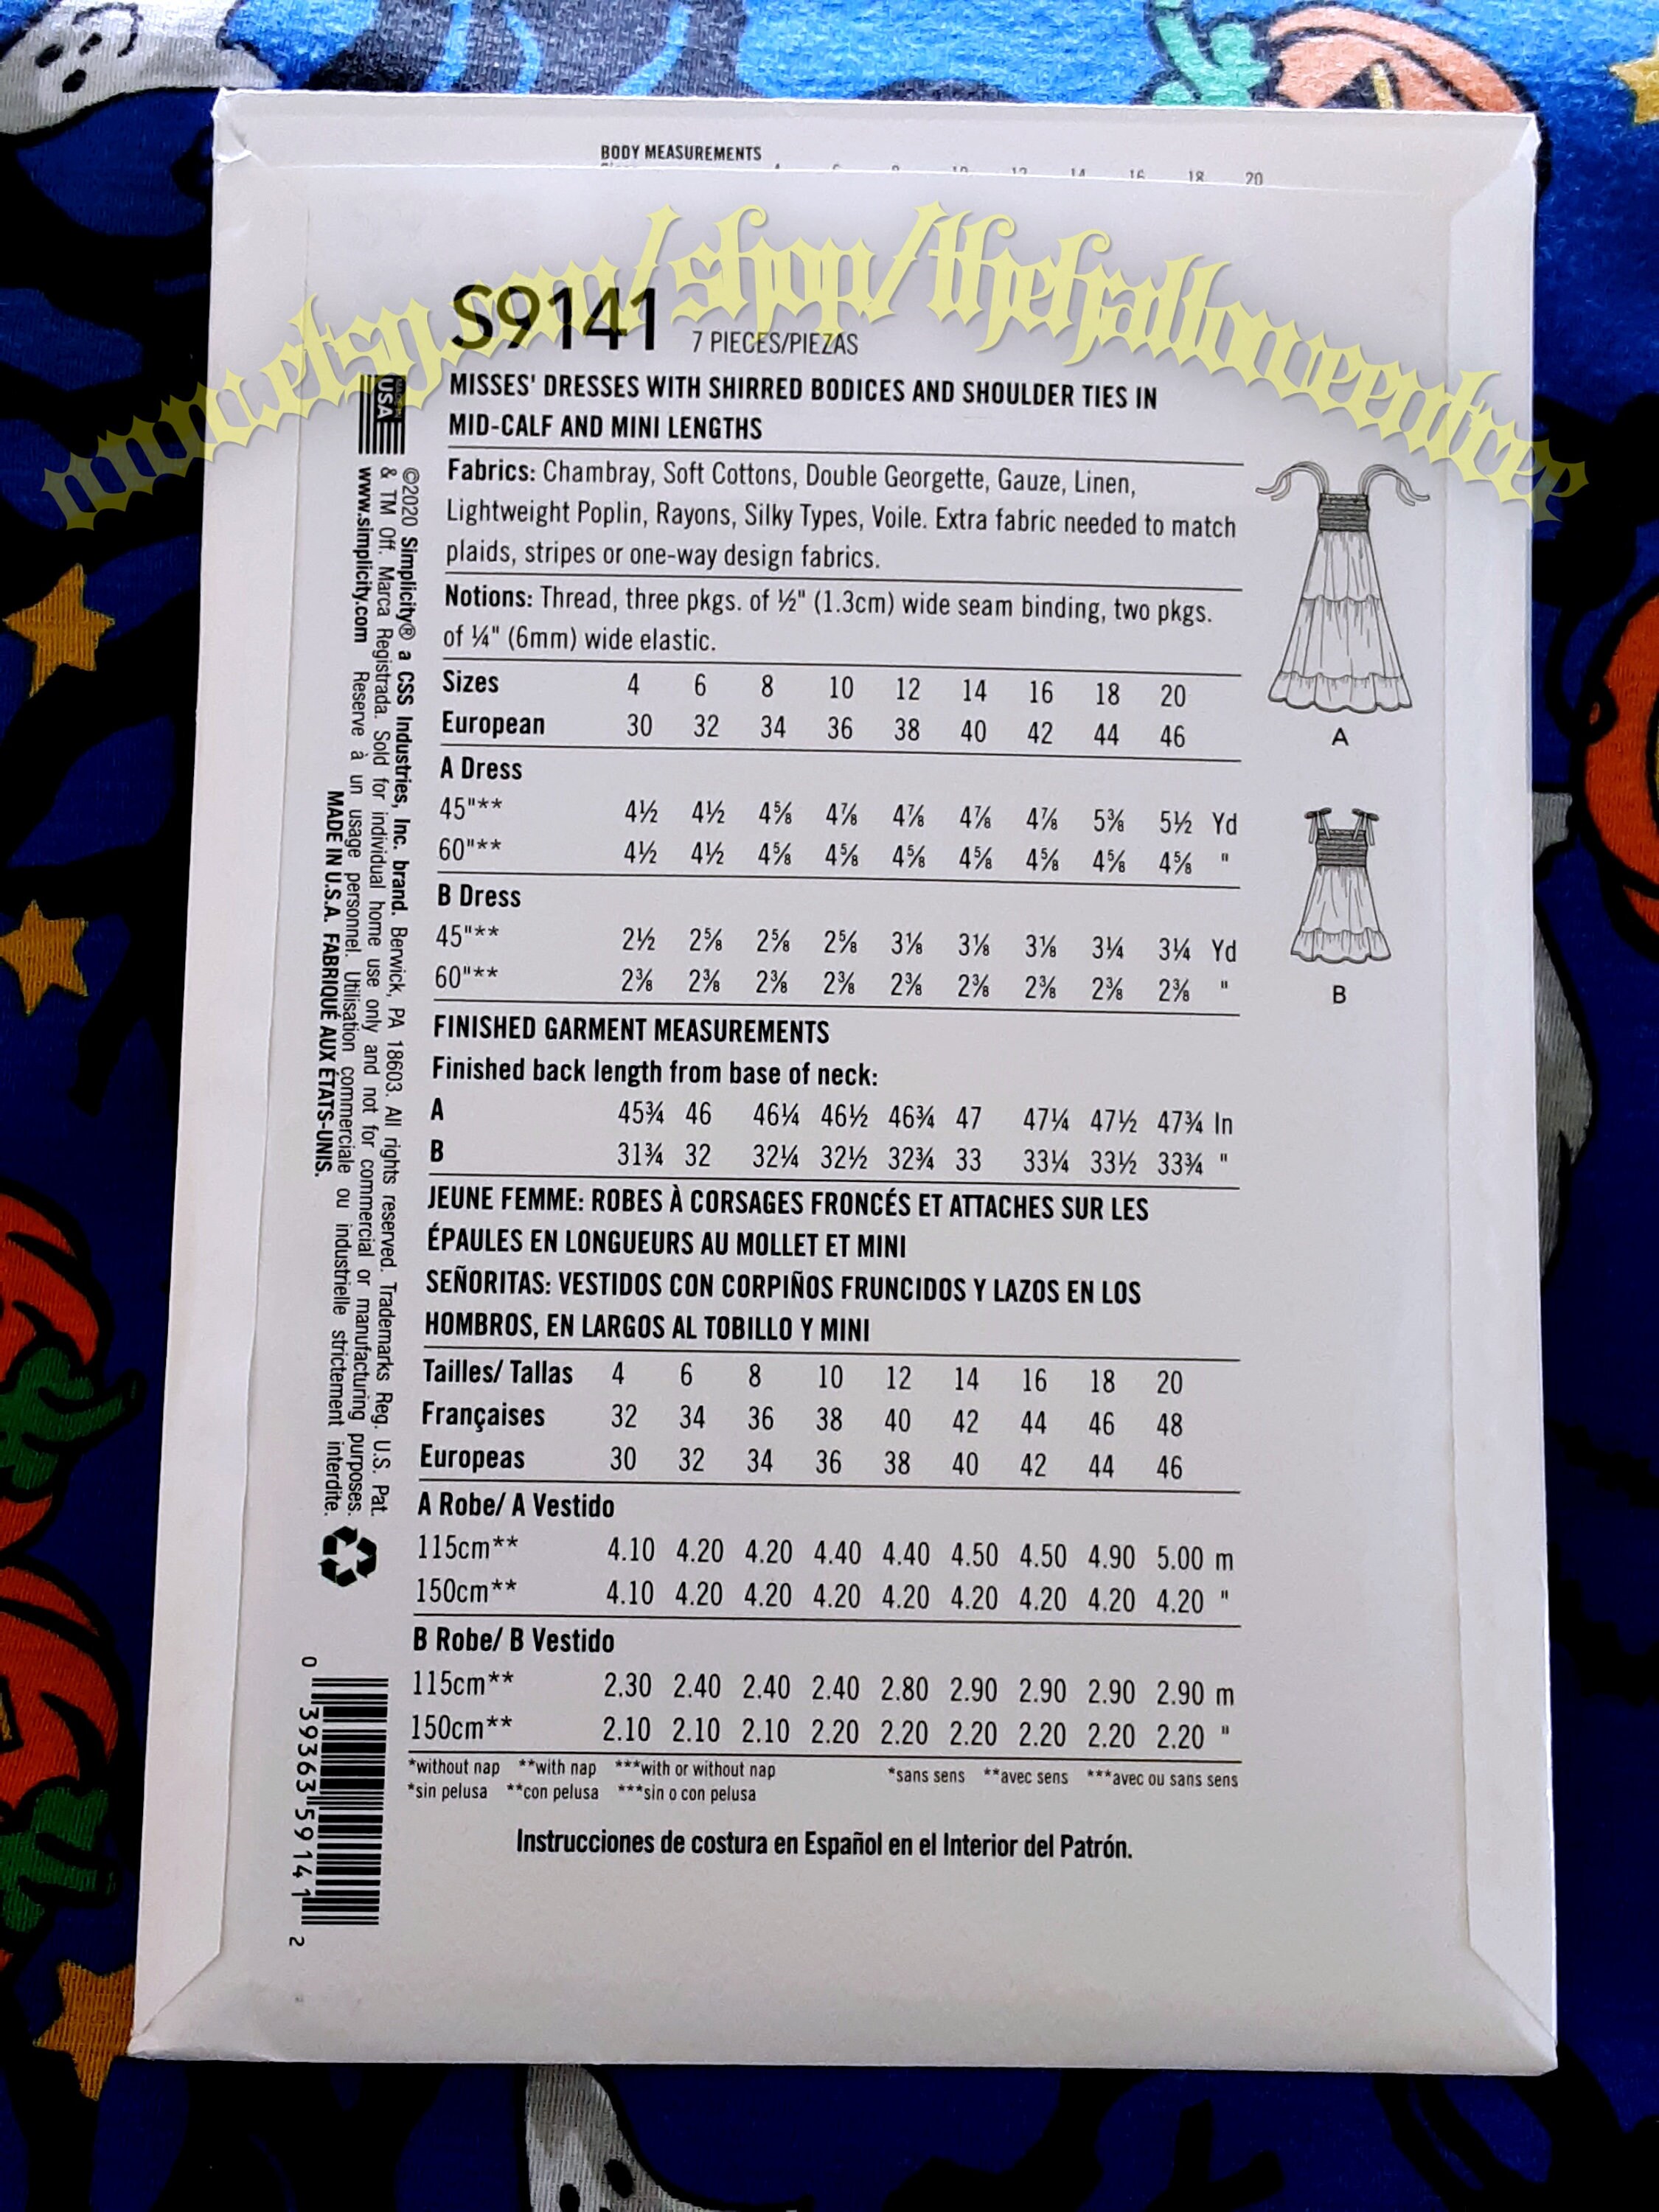 BODY MEASUREMENTS
18 20
www.etsy.com/shop/thehalloweentree
S9141 7 PIECES/PIEZAS
MISSES' DRESSES WITH SHIRRED BODICES AND SHOULDER TIES IN
MID-CALF AND MINI LENGTHS
Fabrics: Chambray, Soft Cottons, Double Georgette, Gauze, Linen,
Lightweight Poplin, Rayons, Silky Types, Voile. Extra fabric needed to match
plaids, stripes or one-way design fabrics.
Notions: Thread, three pkgs. of ½" (1.3cm) wide seam binding, two pkgs.
of ¼" (6mm) wide elastic.
Sizes 4 6 8 10 12 14 16 18 20
European 30 32 34 36 38 40 42 44 46
A Dress
45"** 4½ 4½ 4⅝ 4⅞ 4⅞ 4⅞ 4⅞ 5⅜ 5½ Yd
60"** 4½ 4½ 4⅝ 4⅝ 4⅝ 4⅝ 4⅝ 4⅝ 4⅝ "
B Dress
45"** 2½ 2⅝ 2⅝ 2⅝ 3⅛ 3⅛ 3⅛ 3¼ 3¼ Yd
60"** 2⅜ 2⅜ 2⅜ 2⅜ 2⅜ 2⅜ 2⅜ 2⅜ 2⅜ "
FINISHED GARMENT MEASUREMENTS
Finished back length from base of neck:
A 45¾ 46 46¼ 46½ 46¾ 47 47¼ 47½ 47¾ In
B 31¾ 32 32¼ 32½ 32¾ 33 33¼ 33½ 33¾ "
JEUNE FEMME: ROBES À CORSAGES FRONCÉS ET ATTACHES SUR LES
ÉPAULES EN LONGUEURS AU MOLLET ET MINI
SEÑORITAS: VESTIDOS CON CORPIÑOS FRUNCIDOS Y LAZOS EN LOS
HOMBROS, EN LARGOS AL TOBILLO Y MINI
Tailles/ Tallas 4 6 8 10 12 14 16 18 20
Françaises 32 34 36 38 40 42 44 46 48
Europeas 30 32 34 36 38 40 42 44 46
A Robe/ A Vestido
115cm** 4.10 4.20 4.20 4.40 4.40 4.50 4.50 4.90 5.00 m
150cm** 4.10 4.20 4.20 4.20 4.20 4.20 4.20 4.20 4.20 "
B Robe/ B Vestido
115cm** 2.30 2.40 2.40 2.40 2.80 2.90 2.90 2.90 2.90 m
150cm** 2.10 2.10 2.10 2.20 2.20 2.20 2.20 2.20 2.20 "
*without nap **with nap ***with or without nap *sans sens **avec sens ***avec ou sans sens
*sin pelusa **con pelusa ***sin o con pelusa
Instrucciones de costura en Español en el Interior del Patrón.
A
B
USA
©2020 Simplicity® a CSS Industries, Inc. brand. Berwick, PA 18603. All rights reserved. Trademarks Reg. U.S. Pat.
& TM Off. Marca Registrada. Sold for individual home use only and not for commercial or manufacturing purposes.
www.simplicity.com Reserve à un usage personnel. Utilisation commerciale ou industrielle strictement interdite.
MADE IN U.S.A. FABRIQUÉ AUX ÉTATS-UNIS.
0 39363 59141 2